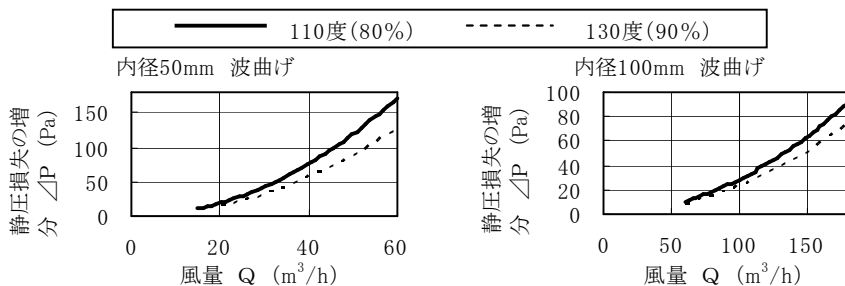 110度(80%) 130度(90%)
内径50mm 波曲げ
静圧損失の増
分 ⊿P (Pa)
150
100
50
0
0 20 40 60
風量 Q (m³/h)
内径100mm 波曲げ
静圧損失の増
分 ⊿P (Pa)
100
80
60
40
20
0
0 50 100 150
風量 Q (m³/h)